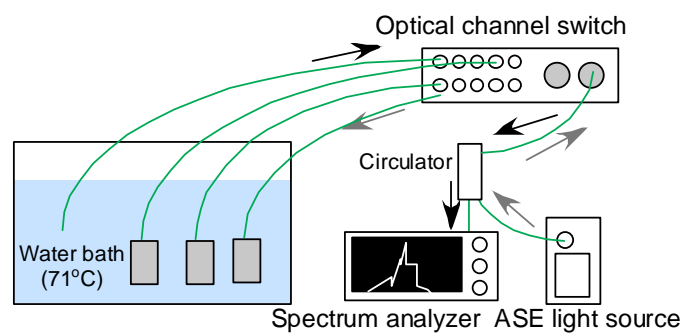 Optical channel switch
Circulator
Water bath
(71°C)
Spectrum analyzer
ASE light source